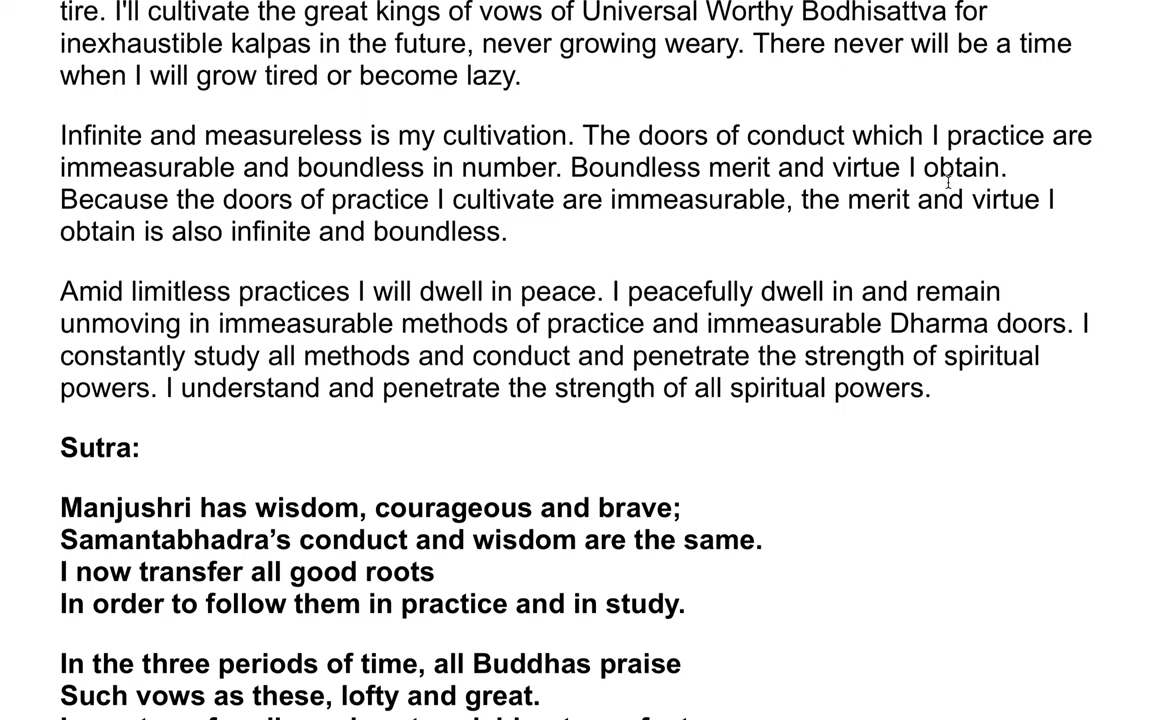 tire. I'll cultivate the great kings of vows of Universal Worthy Bodhisattva for
inexhaustible kalpas in the future, never growing weary. There never will be a time
when I will grow tired or become lazy.
Infinite and measureless is my cultivation. The doors of conduct which I practice are
immeasurable and boundless in number. Boundless merit and virtue I obtain.
Because the doors of practice I cultivate are immeasurable, the merit and virtue I
obtain is also infinite and boundless.
Amid limitless practices I will dwell in peace. I peacefully dwell in and remain
unmoving in immeasurable methods of practice and immeasurable Dharma doors. I
constantly study all methods and conduct and penetrate the strength of spiritual
powers. I understand and penetrate the strength of all spiritual powers.
Sutra:
Manjushri has wisdom, courageous and brave;
Samantabhadra’s conduct and wisdom are the same.
I now transfer all good roots
In order to follow them in practice and in study.
In the three periods of time, all Buddhas praise
Such vows as these, lofty and great.